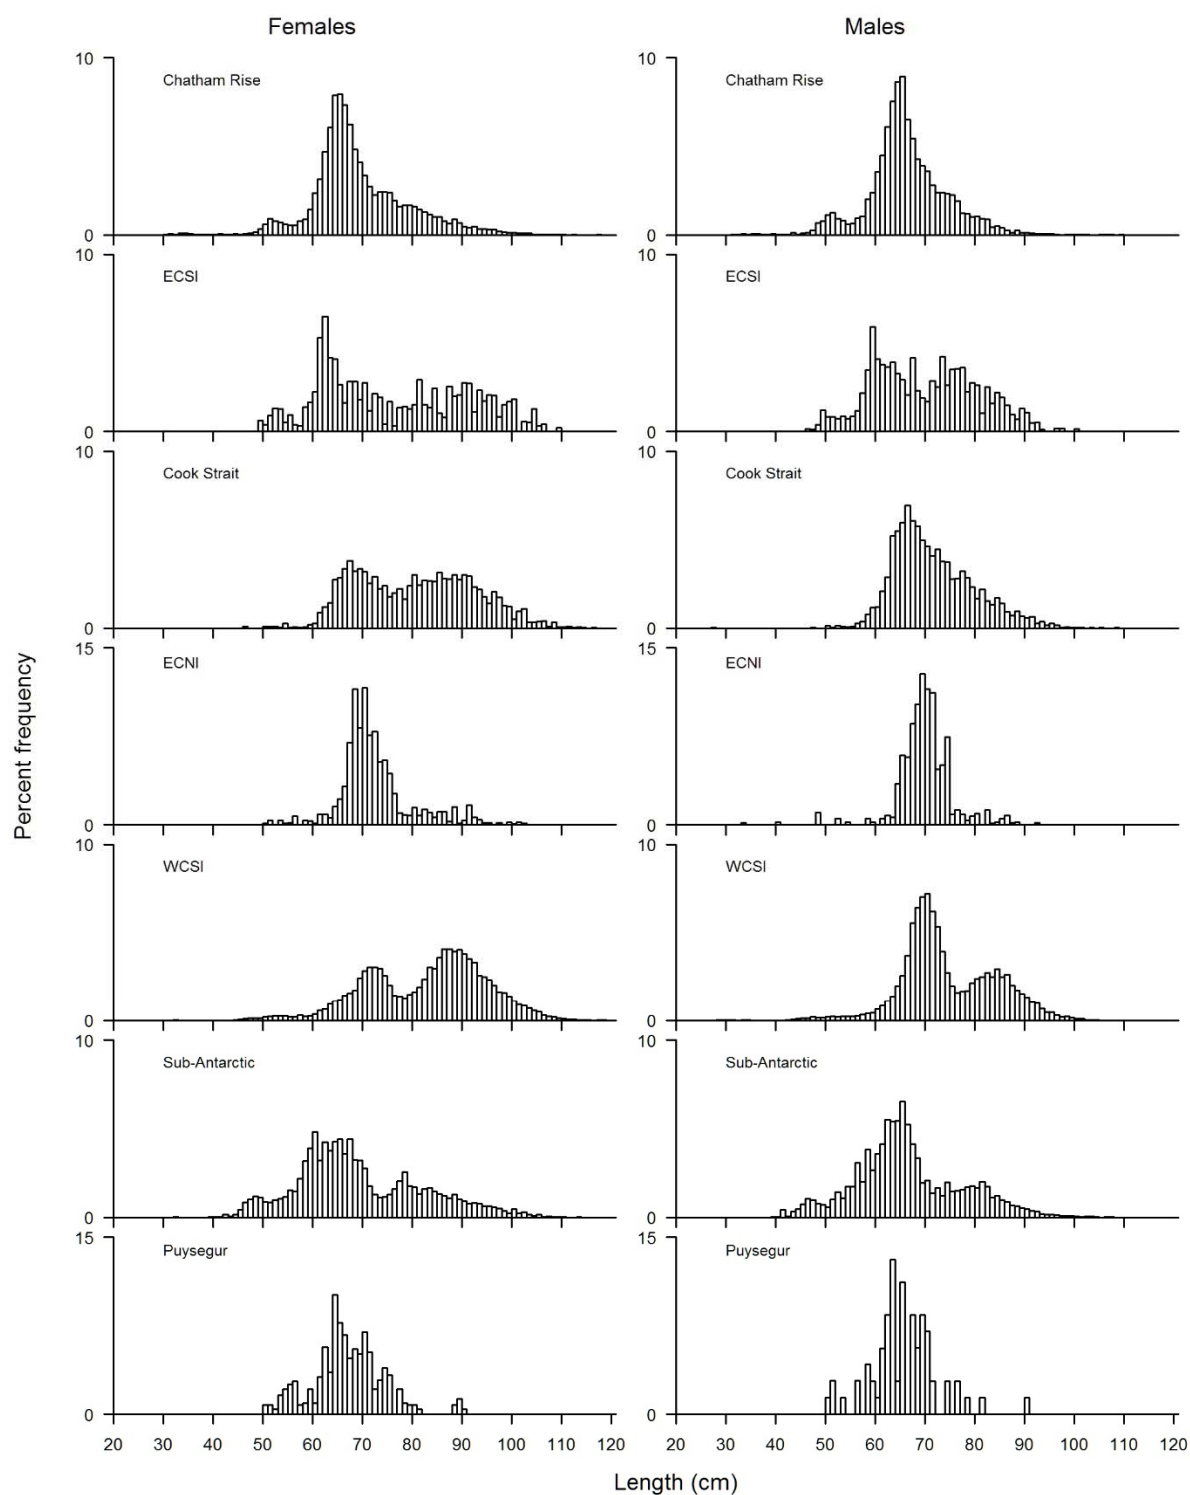 Females Males
10 Chatham Rise 10 Chatham Rise
0 0
10 ECSI 10 ECSI
0 0
10 Cook Strait 10 Cook Strait
0 0
15 ECNI 15 ECNI
0 0
10 WCSI 10 WCSI
0 0
10 Sub-Antarctic 10 Sub-Antarctic
0 0
15 Puysegur 15 Puysegur
0 0
20 30 40 50 60 70 80 90 100 110 120 20 30 40 50 60 70 80 90 100 110 120
Percent frequency
Length (cm)